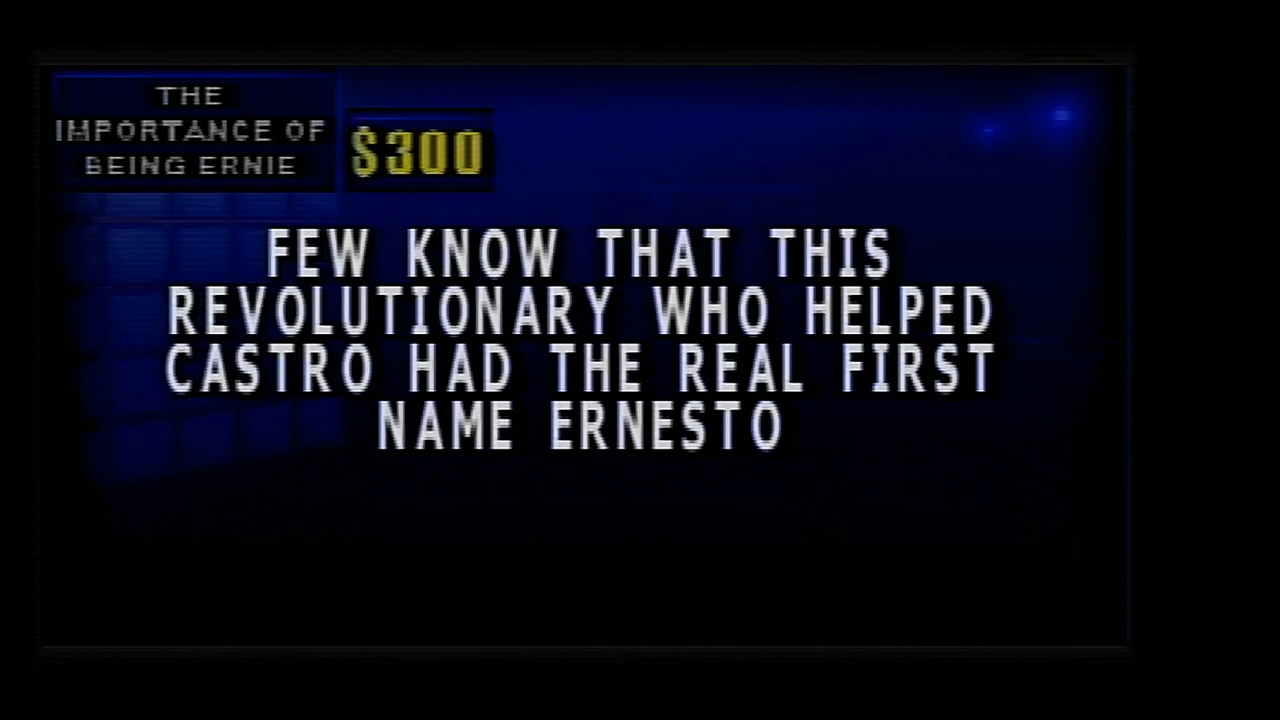 THE
IMPORTANCE OF
BEING ERNIE
$300
FEW KNOW THAT THIS
REVOLUTIONARY WHO HELPED
CASTRO HAD THE REAL FIRST
NAME ERNESTO